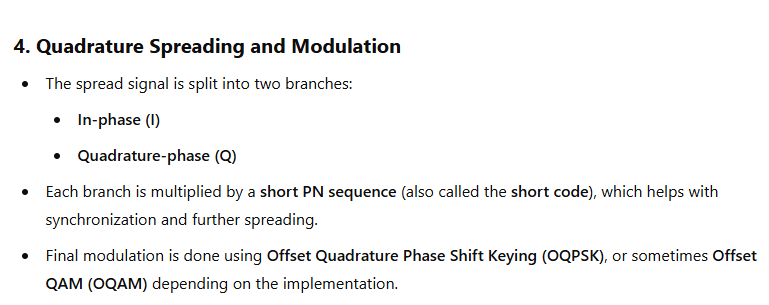 4. Quadrature Spreading and Modulation
• The spread signal is split into two branches:
• In-phase (I)
• Quadrature-phase (Q)
• Each branch is multiplied by a short PN sequence (also called the short code), which helps with
synchronization and further spreading.
• Final modulation is done using Offset Quadrature Phase Shift Keying (OQPSK), or sometimes Offset
QAM (OQAM) depending on the implementation.